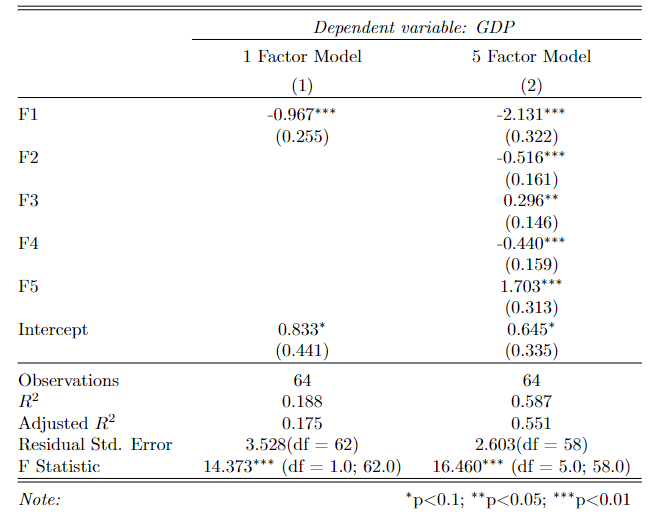 Dependent variable: GDP
1 Factor Model 5 Factor Model
(1) (2)
F1 -0.967*** -2.131***
(0.255) (0.322)
F2 -0.516***
(0.161)
F3 0.296**
(0.146)
F4 -0.440***
(0.159)
F5 1.703***
(0.313)
Intercept 0.833* 0.645*
(0.441) (0.335)
Observations 64 64
R² 0.188 0.587
Adjusted R² 0.175 0.551
Residual Std. Error 3.528(df = 62) 2.603(df = 58)
F Statistic 14.373*** (df = 1.0; 62.0) 16.460*** (df = 5.0; 58.0)
Note: *p<0.1; **p<0.05; ***p<0.01